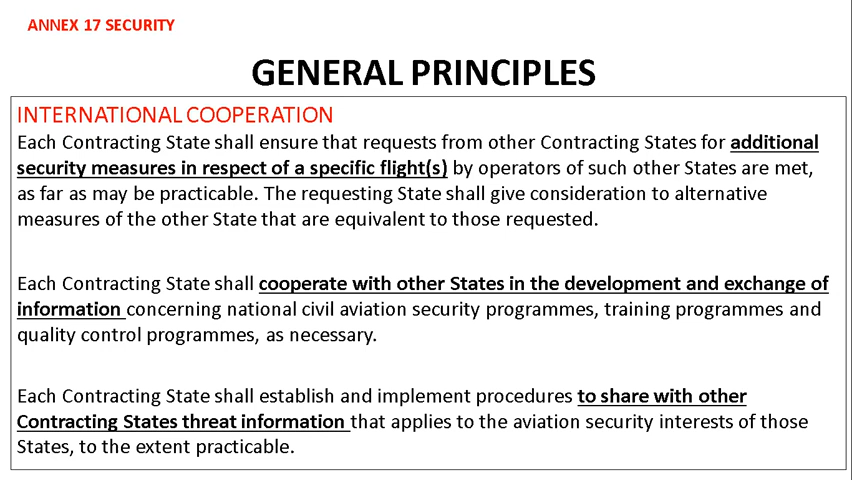 ANNEX 17 SECURITY
GENERAL PRINCIPLES
INTERNATIONAL COOPERATION
Each Contracting State shall ensure that requests from other Contracting States for additional
security measures in respect of a specific flight(s) by operators of such other States are met,
as far as may be practicable. The requesting State shall give consideration to alternative
measures of the other State that are equivalent to those requested.
Each Contracting State shall cooperate with other States in the development and exchange of
information concerning national civil aviation security programmes, training programmes and
quality control programmes, as necessary.
Each Contracting State shall establish and implement procedures to share with other
Contracting States threat information that applies to the aviation security interests of those
States, to the extent practicable.